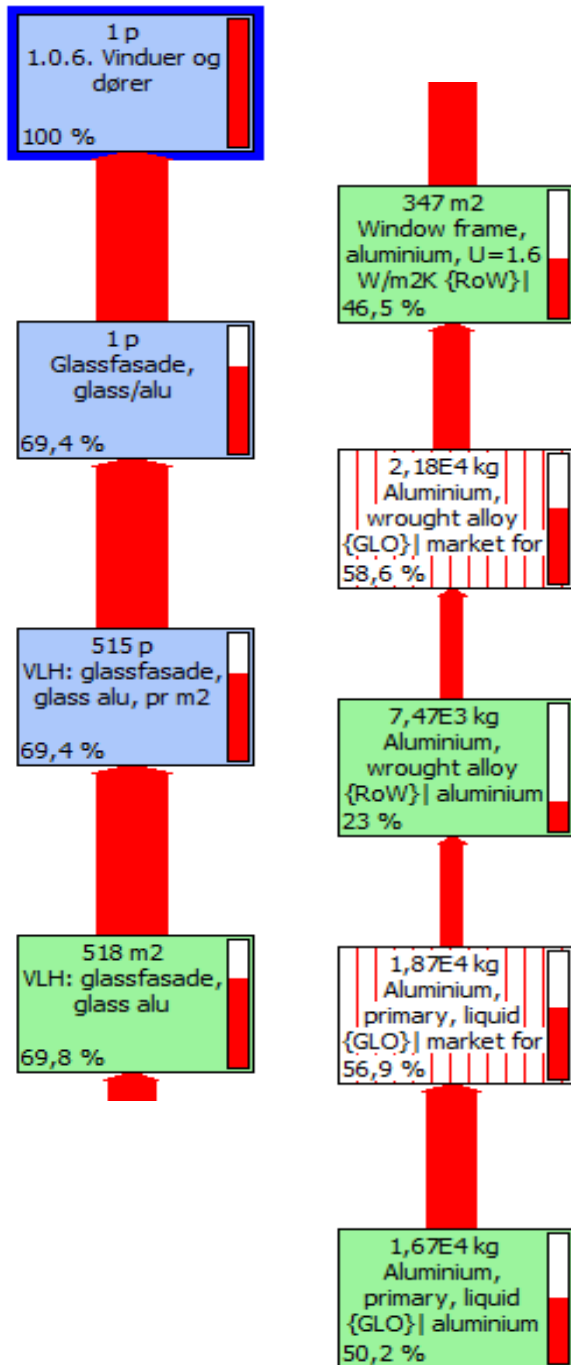 1 p
1.0.6. Vinduer og
dører
100 %
1 p
Glassfasade,
glass/alu
69,4 %
515 p
VLH: glassfasade,
glass alu, pr m2
69,4 %
518 m2
VLH: glassfasade,
glass alu
69,8 %
347 m2
Window frame,
aluminium, U=1.6
W/m2K {RoW}|
46,5 %
2,18E4 kg
Aluminium,
wrought alloy
{GLO}| market for
58,6 %
7,47E3 kg
Aluminium,
wrought alloy
{RoW}| aluminium
23 %
1,87E4 kg
Aluminium,
primary, liquid
{GLO}| market for
56,9 %
1,67E4 kg
Aluminium,
primary, liquid
{GLO}| aluminium
50,2 %